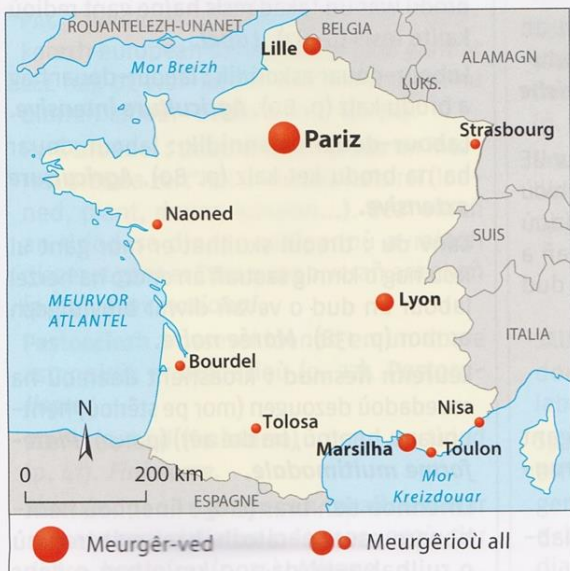 ROUANTELEZH-UNANET
BELGIA
Lille
ALAMAGN
Mor Breizh
LUKS.
Strasbourg
Pariz
Naoned
SUIS
MEURVOR
ATLANTEL
Lyon
ITALIA
Bourdel
Nisa
N
Tolosa
Marsilha
Toulon
0
200 km
Mor
Kreizdouar
ESPAGNE
Meurgêr-ved
Meurgêrioù all